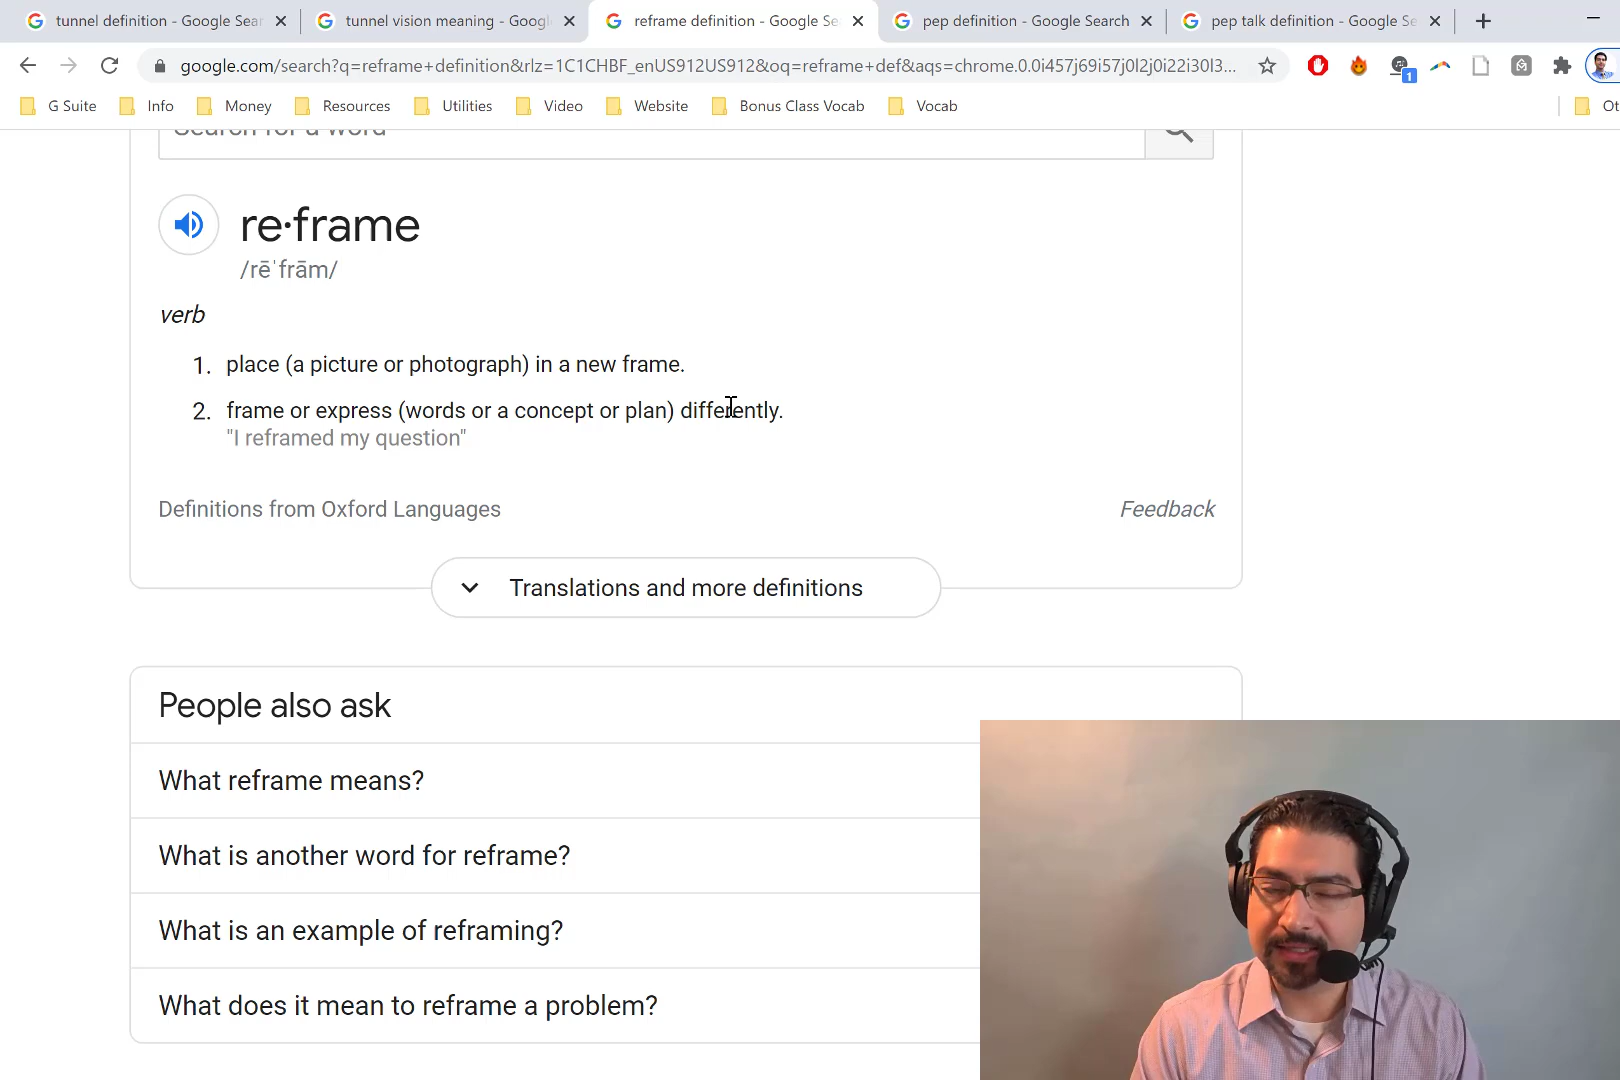 tunnel definition - Google Sear
tunnel vision meaning - Googl
reframe definition - Google Se
pep definition - Google Search
pep talk definition - Google Se
google.com/search?q=reframe+definition&rlz=1C1CHBF_enUS912US912&oq=reframe+def&aqs=chrome.0.0i457j69i57j0l2j0i22i30l3...
1
G Suite
Info
Money
Resources
Utilities
Video
Website
Bonus Class Vocab
Vocab
Ot
Search for a word
re·frame
/rēˈfrām/
verb
1. place (a picture or photograph) in a new frame.
2. frame or express (words or a concept or plan) differently.
"I reframed my question"
Definitions from Oxford Languages
Feedback
Translations and more definitions
People also ask
What reframe means?
What is another word for reframe?
What is an example of reframing?
What does it mean to reframe a problem?